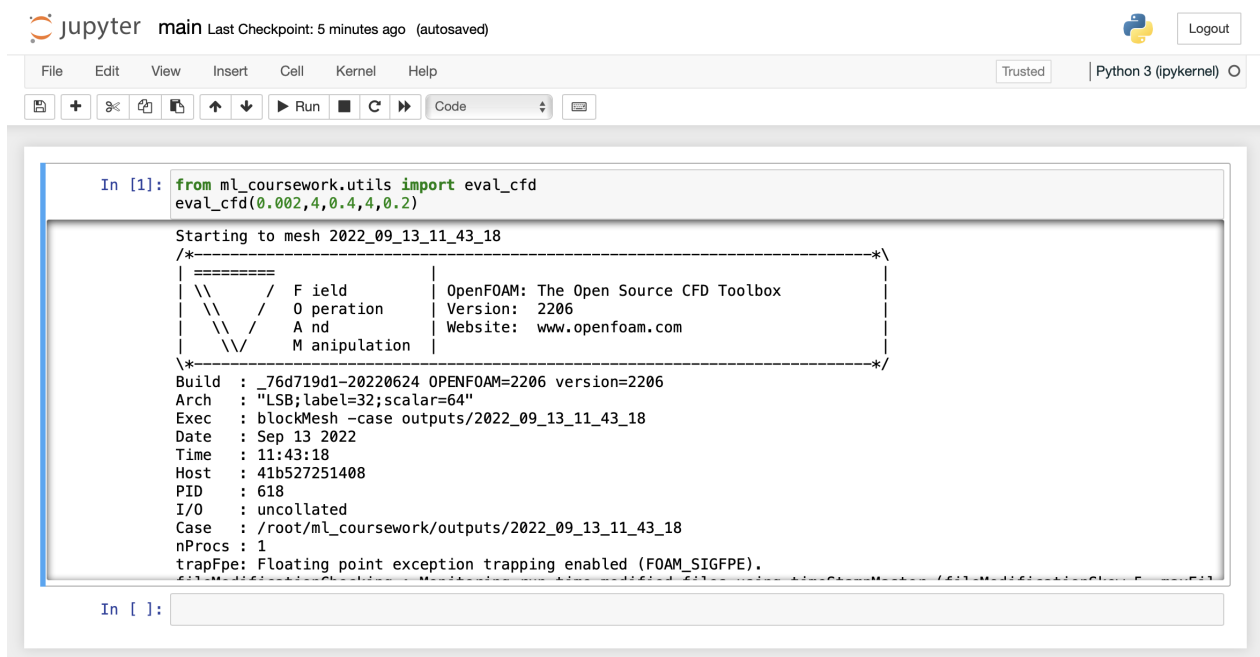 jupyter main Last Checkpoint: 5 minutes ago (autosaved)
Logout
File Edit View Insert Cell Kernel Help
Trusted
Python 3 (ipykernel)
Run
Code
In [1]: from ml_coursework.utils import eval_cfd
eval_cfd(0.002,4,0.4,4,0.2)
Starting to mesh 2022_09_13_11_43_18
/*---------------------------------------------------------------------------*\
| =========                 |                                                 |
| \\      /  F ield         | OpenFOAM: The Open Source CFD Toolbox           |
|  \\    /   O peration     | Version:  2206                                  |
|   \\  /    A nd           | Website:  www.openfoam.com                      |
|    \\/     M anipulation  |                                                 |
\*---------------------------------------------------------------------------*/
Build  : _76d719d1-20220624 OPENFOAM=2206 version=2206
Arch   : "LSB;label=32;scalar=64"
Exec   : blockMesh -case outputs/2022_09_13_11_43_18
Date   : Sep 13 2022
Time   : 11:43:18
Host   : 41b527251408
PID    : 618
I/O    : uncollated
Case   : /root/ml_coursework/outputs/2022_09_13_11_43_18
nProcs : 1
trapFpe: Floating point exception trapping enabled (FOAM_SIGFPE).
In [ ]: